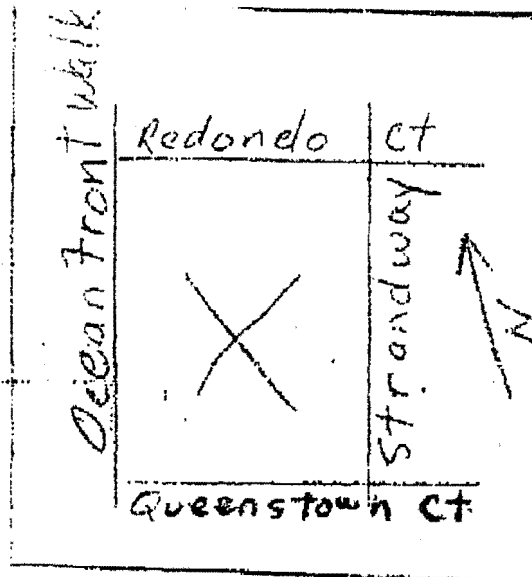 Ocean Front Walk
Redondo Ct
Strandway
N
Queenstown Ct